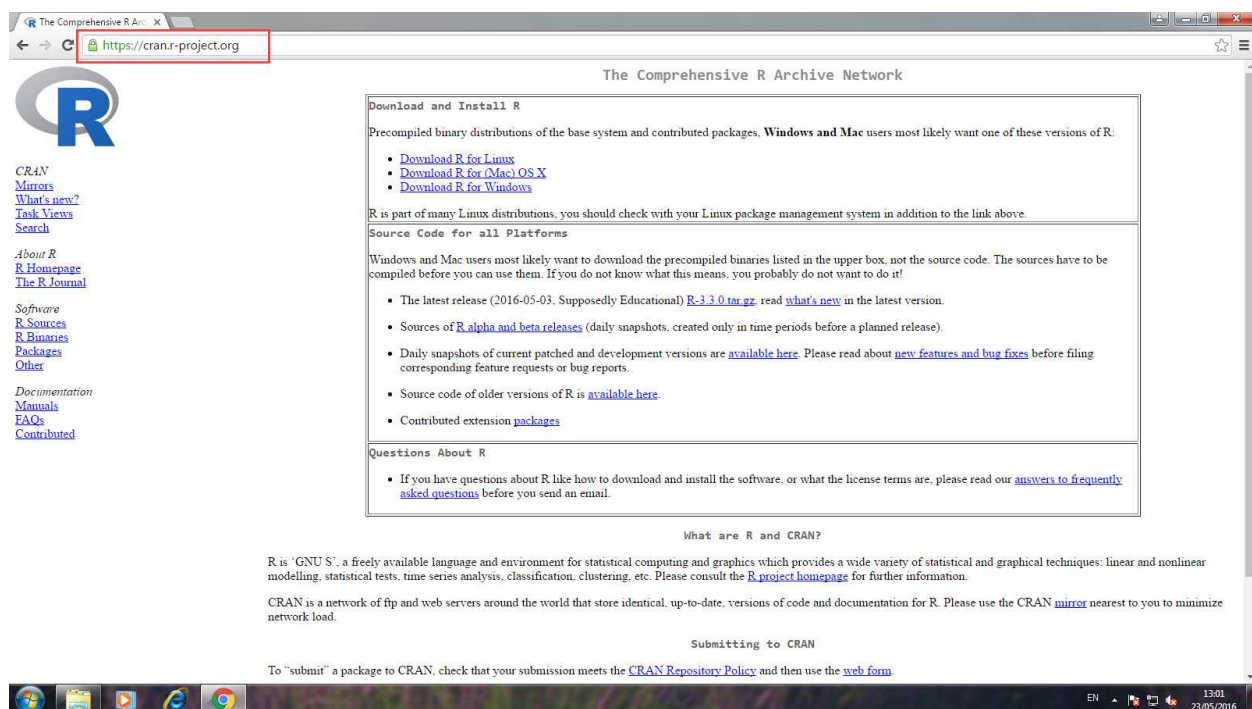 The Comprehensive R Arc
https://cran.r-project.org
R
CRAN
Mirrors
What's new?
Task Views
Search
About R
R Homepage
The R Journal
Software
R Sources
R Binaries
Packages
Other
Documentation
Manuals
FAQs
Contributed
The Comprehensive R Archive Network
Download and Install R
Precompiled binary distributions of the base system and contributed packages, Windows and Mac users most likely want one of these versions of R:
• Download R for Linux
• Download R for (Mac) OS X
• Download R for Windows
R is part of many Linux distributions, you should check with your Linux package management system in addition to the link above.
Source Code for all Platforms
Windows and Mac users most likely want to download the precompiled binaries listed in the upper box, not the source code. The sources have to be
compiled before you can use them. If you do not know what this means, you probably do not want to do it!
• The latest release (2016-05-03, Supposedly Educational) R-3.3.0.tar.gz, read what's new in the latest version.
• Sources of R alpha and beta releases (daily snapshots, created only in time periods before a planned release).
• Daily snapshots of current patched and development versions are available here. Please read about new features and bug fixes before filing
corresponding feature requests or bug reports.
• Source code of older versions of R is available here.
• Contributed extension packages
Questions About R
• If you have questions about R like how to download and install the software, or what the license terms are, please read our answers to frequently
asked questions before you send an email.
What are R and CRAN?
R is ‘GNU S’, a freely available language and environment for statistical computing and graphics which provides a wide variety of statistical and graphical techniques: linear and nonlinear
modelling, statistical tests, time series analysis, classification, clustering, etc. Please consult the R project homepage for further information.
CRAN is a network of ftp and web servers around the world that store identical, up-to-date, versions of code and documentation for R. Please use the CRAN mirror nearest to you to minimize
network load.
Submitting to CRAN
To “submit” a package to CRAN, check that your submission meets the CRAN Repository Policy and then use the web form.
EN
13:01
23/05/2016